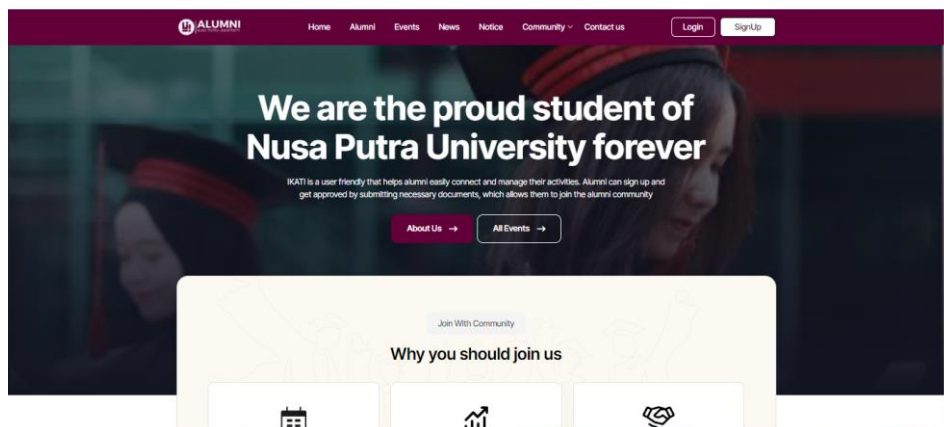 ALUMNI
NUSA PUTRA UNIVERSITY
Home Alumni Events News Notice Community Contact us LogIn SignUp
We are the proud student of
Nusa Putra University forever
IKATI is a user friendly that helps alumni easily connect and manage their activities. Alumni can sign up and
get approved by submitting necessary documents, which allows them to join the alumni community
About Us → All Events →
Join With Community
Why you should join us